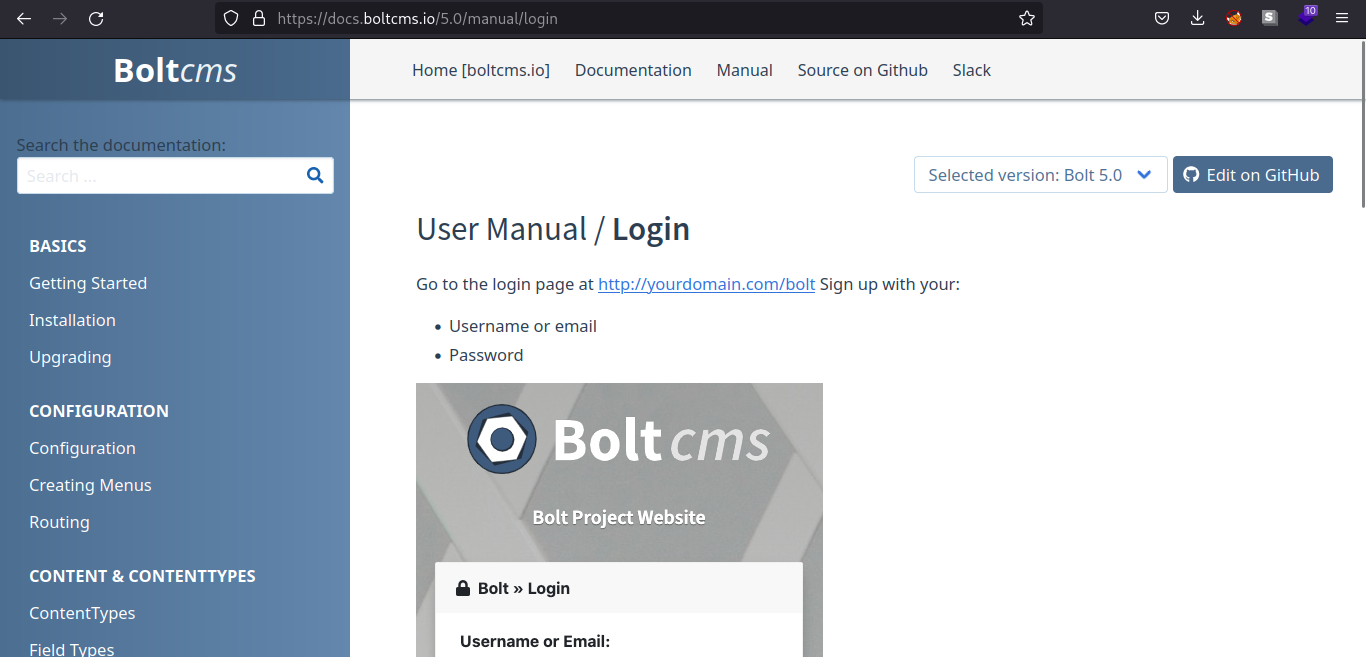 https://docs.boltcms.io/5.0/manual/login
S
10
Boltcms
Home [boltcms.io] Documentation Manual Source on Github Slack
Search the documentation:
Search ...
Selected version: Bolt 5.0
Edit on GitHub
BASICS
Getting Started
Installation
Upgrading
CONFIGURATION
Configuration
Creating Menus
Routing
CONTENT & CONTENTTYPES
ContentTypes
Field Types
User Manual / Login
Go to the login page at http://yourdomain.com/bolt Sign up with your:
• Username or email
• Password
Bolt cms
Bolt Project Website
Bolt » Login
Username or Email: